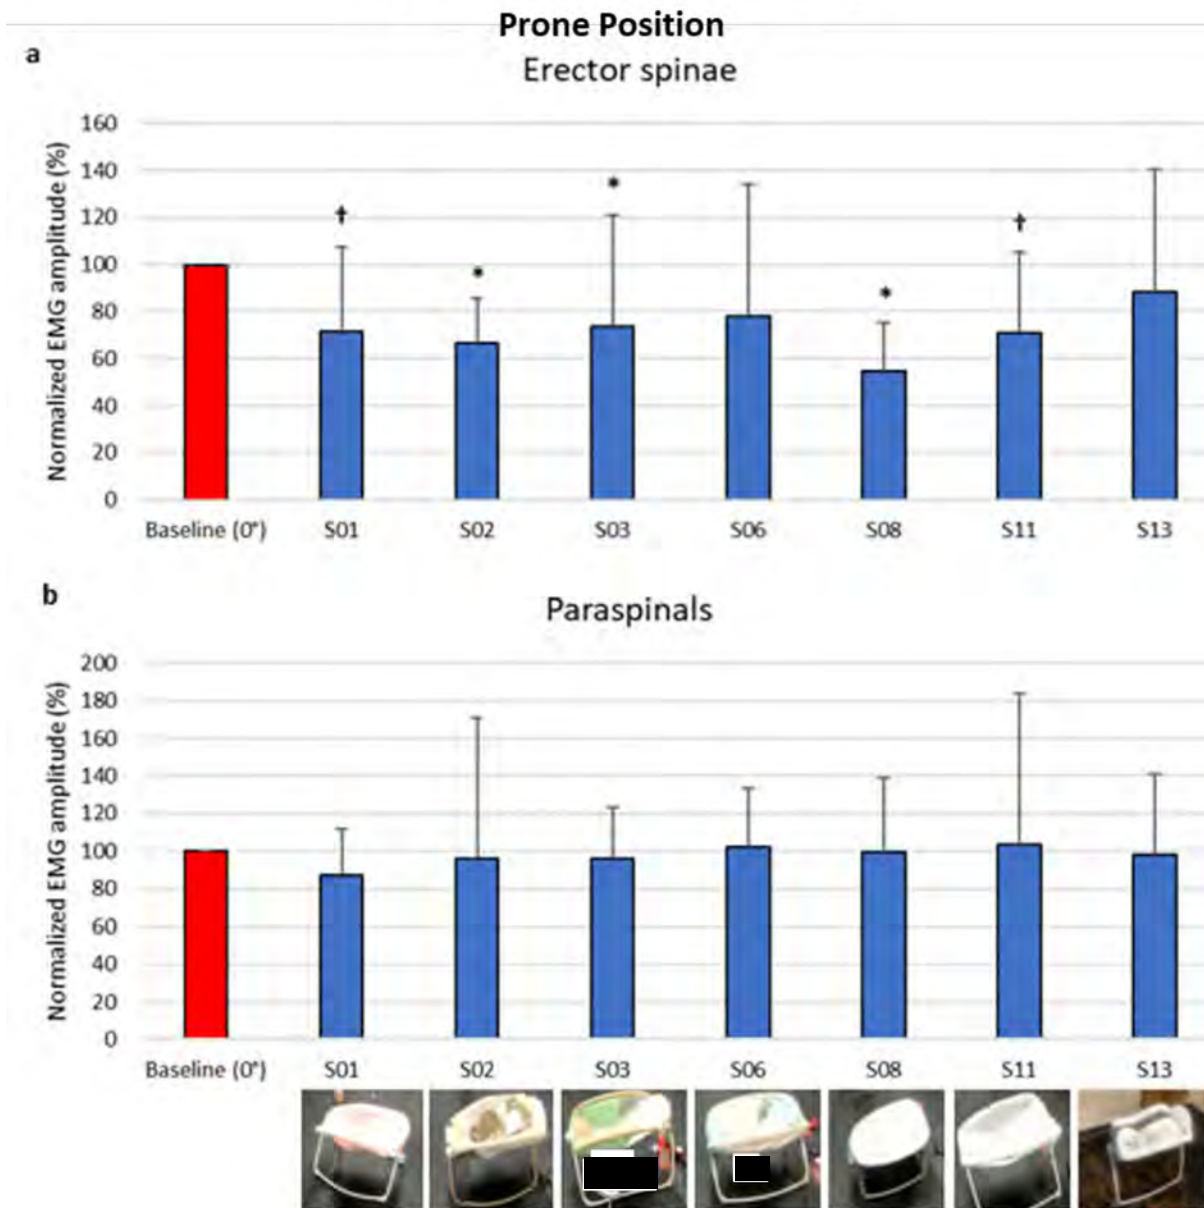 Prone Position
a
Erector spinae
Normalized EMG amplitude (%)
160
140
120
100
80
60
40
20
0
†
*
*
*
†
Baseline (0°) S01 S02 S03 S06 S08 S11 S13
b
Paraspinals
Normalized EMG amplitude (%)
200
180
160
140
120
100
80
60
40
20
0
Baseline (0°) S01 S02 S03 S06 S08 S11 S13